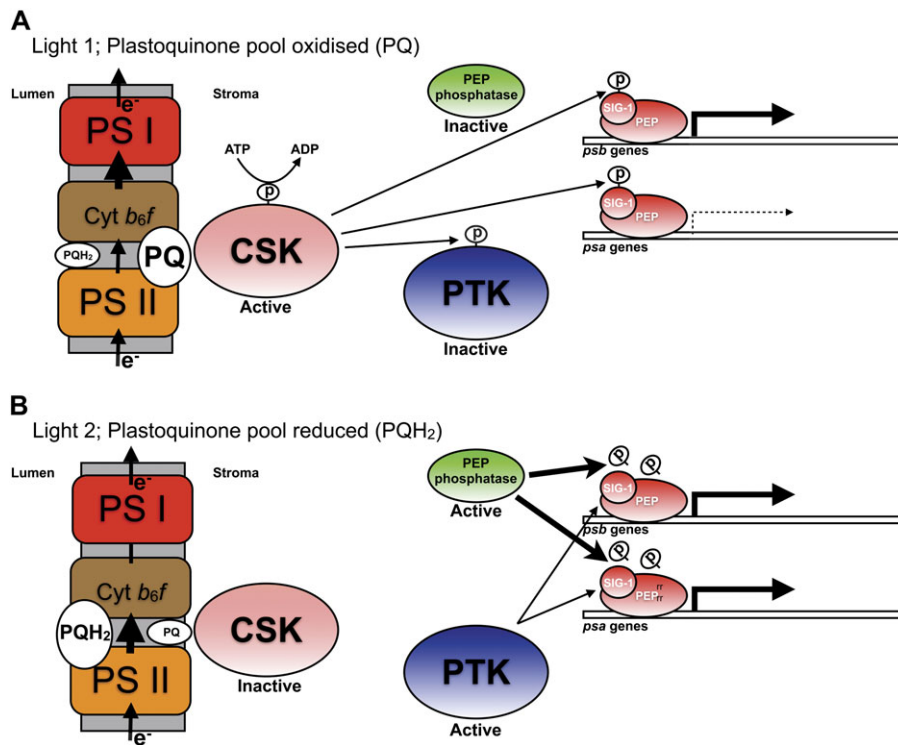 A
Light 1; Plastoquinone pool oxidised (PQ)
Lumen
Stroma
e-
PS I
Cyt b6f
PQH2
PQ
PS II
e-
ATP
ADP
p
CSK
Active
PEP
phosphatase
Inactive
p
PTK
Inactive
p
SIG-1
PEP
psb genes
p
SIG-1
PEP
psa genes
B
Light 2; Plastoquinone pool reduced (PQH2)
Lumen
Stroma
e-
PS I
Cyt b6f
PQH2
PQ
PS II
e-
CSK
Inactive
PEP
phosphatase
Active
PTK
Active
P
P
SIG-1
PEP
psb genes
P
P
SIG-1
PEP
rr
rr
psa genes